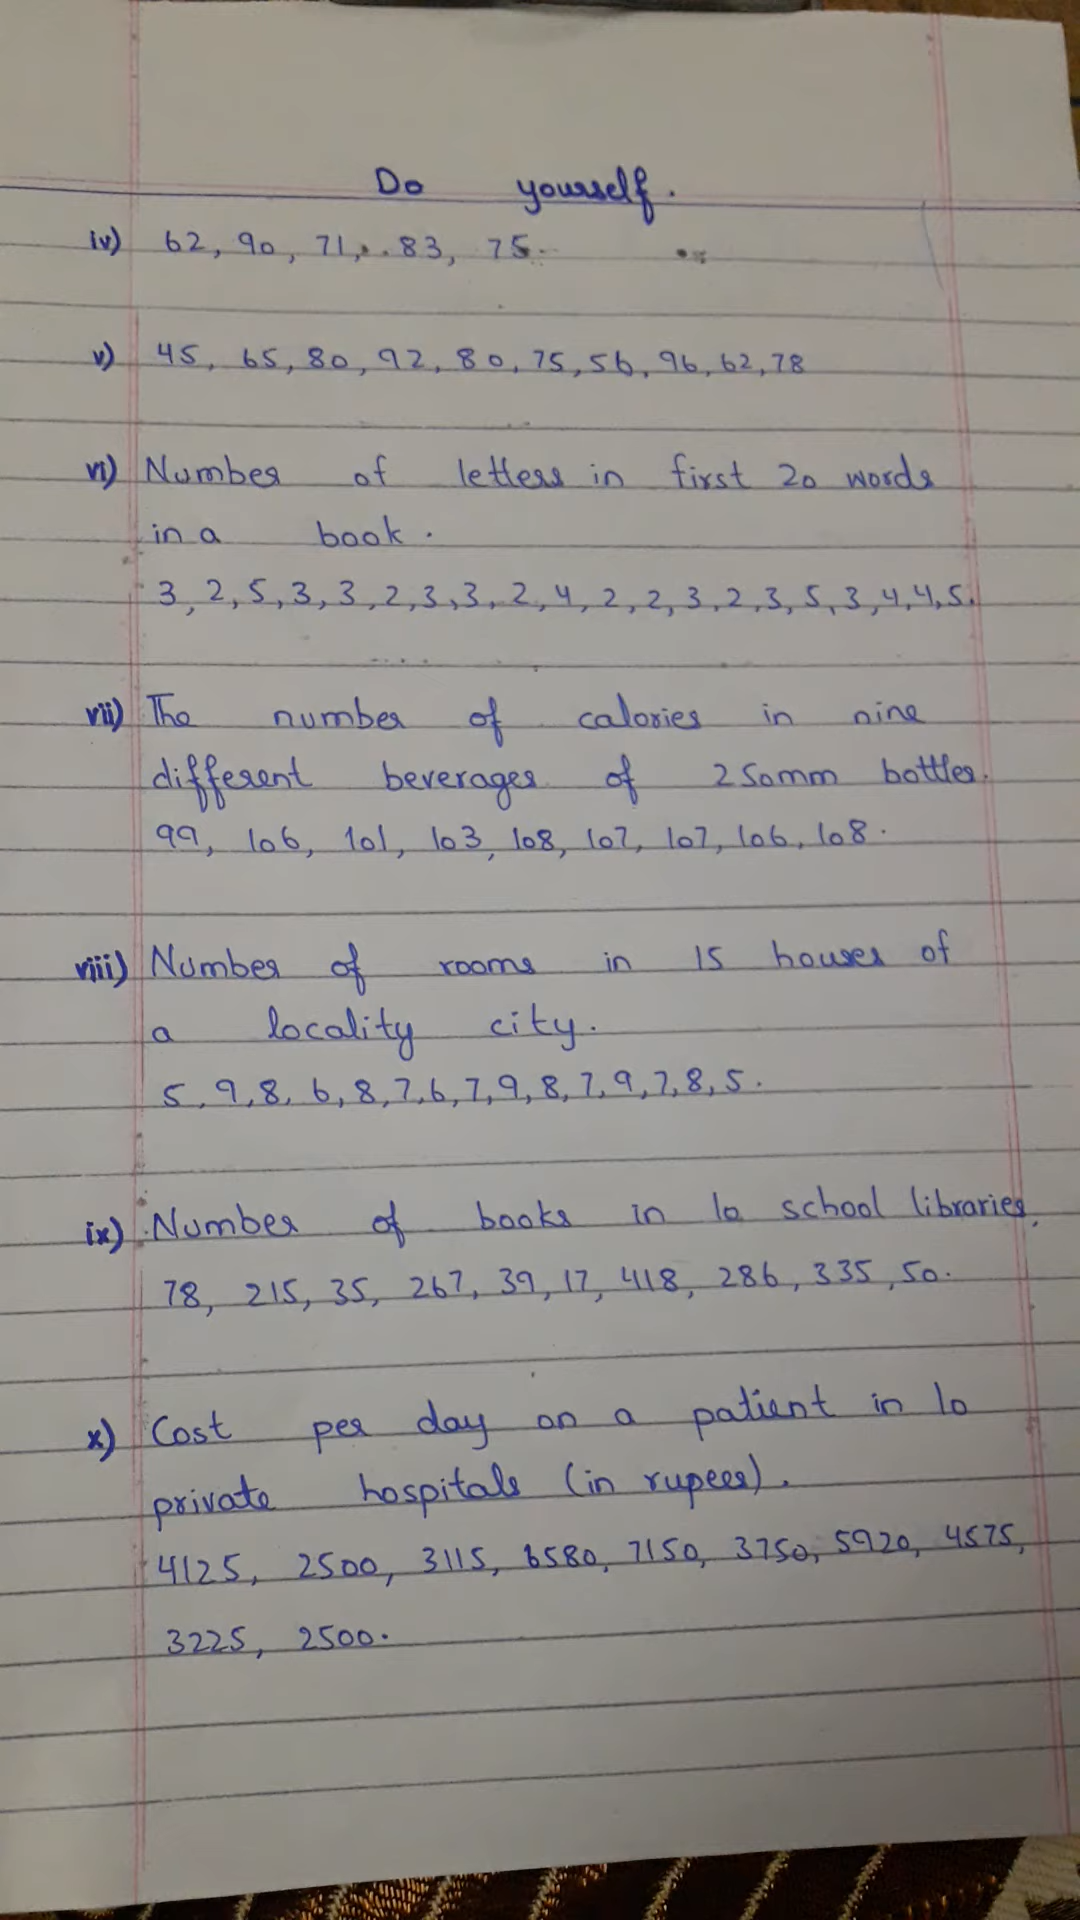 Do yourself.
iv) 62, 90, 71, 83, 75.
v) 45, 65, 80, 92, 80, 75, 56, 96, 62, 78
vi) Number of letters in first 20 words
in a book.
3, 2, 5, 3, 3, 2, 3, 3, 2, 4, 2, 2, 3, 2, 3, 5, 3, 4, 4, 5.
vii) The number of calories in nine
different beverages of 250mm bottles.
99, 106, 101, 103, 108, 107, 107, 106, 108.
viii) Number of rooms in 15 houses of
a locality city.
5, 9, 8, 6, 8, 7, 6, 7, 9, 8, 7, 9, 7, 8, 5.
ix) Number of books in 10 school libraries.
78, 215, 35, 267, 39, 17, 418, 286, 335, 50.
x) Cost per day on a patient in 10
private hospitals (in rupees).
4125, 2500, 3115, 6580, 7150, 3750, 5920, 4575,
3225, 2500.